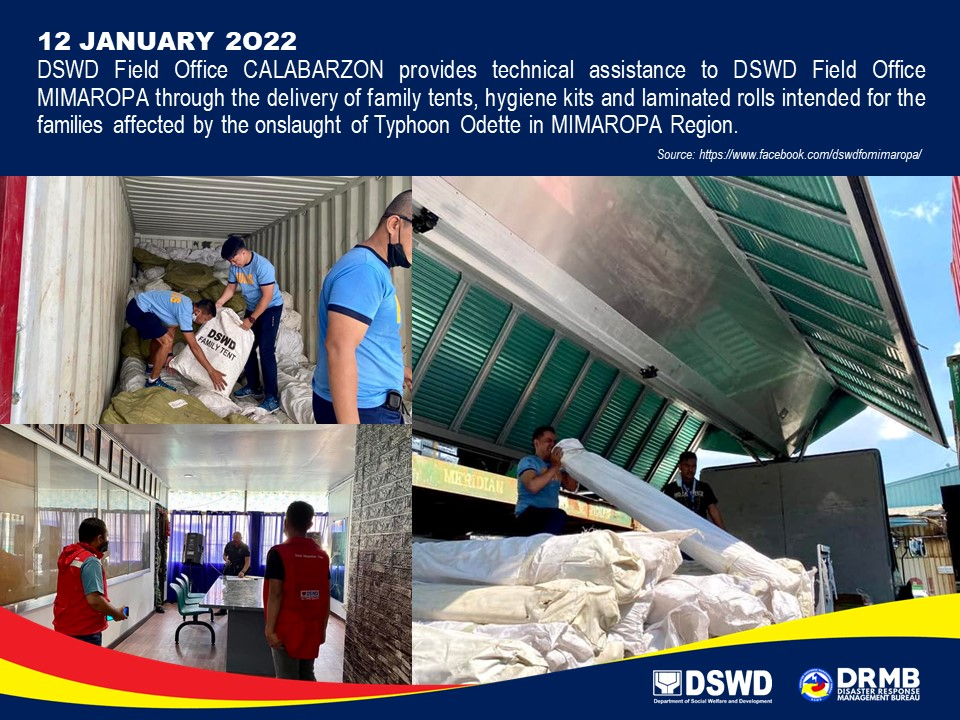 12 JANUARY 2O22
DSWD Field Office CALABARZON provides technical assistance to DSWD Field Office
MIMAROPA through the delivery of family tents, hygiene kits and laminated rolls intended for the
families affected by the onslaught of Typhoon Odette in MIMAROPA Region.
Source: https://www.facebook.com/dswdfomimaropa/
DSWD
FAMILY TENT
MERIDIAN
DSWD
Department of Social Welfare and Development
DRMB
DISASTER RESPONSE
MANAGEMENT BUREAU